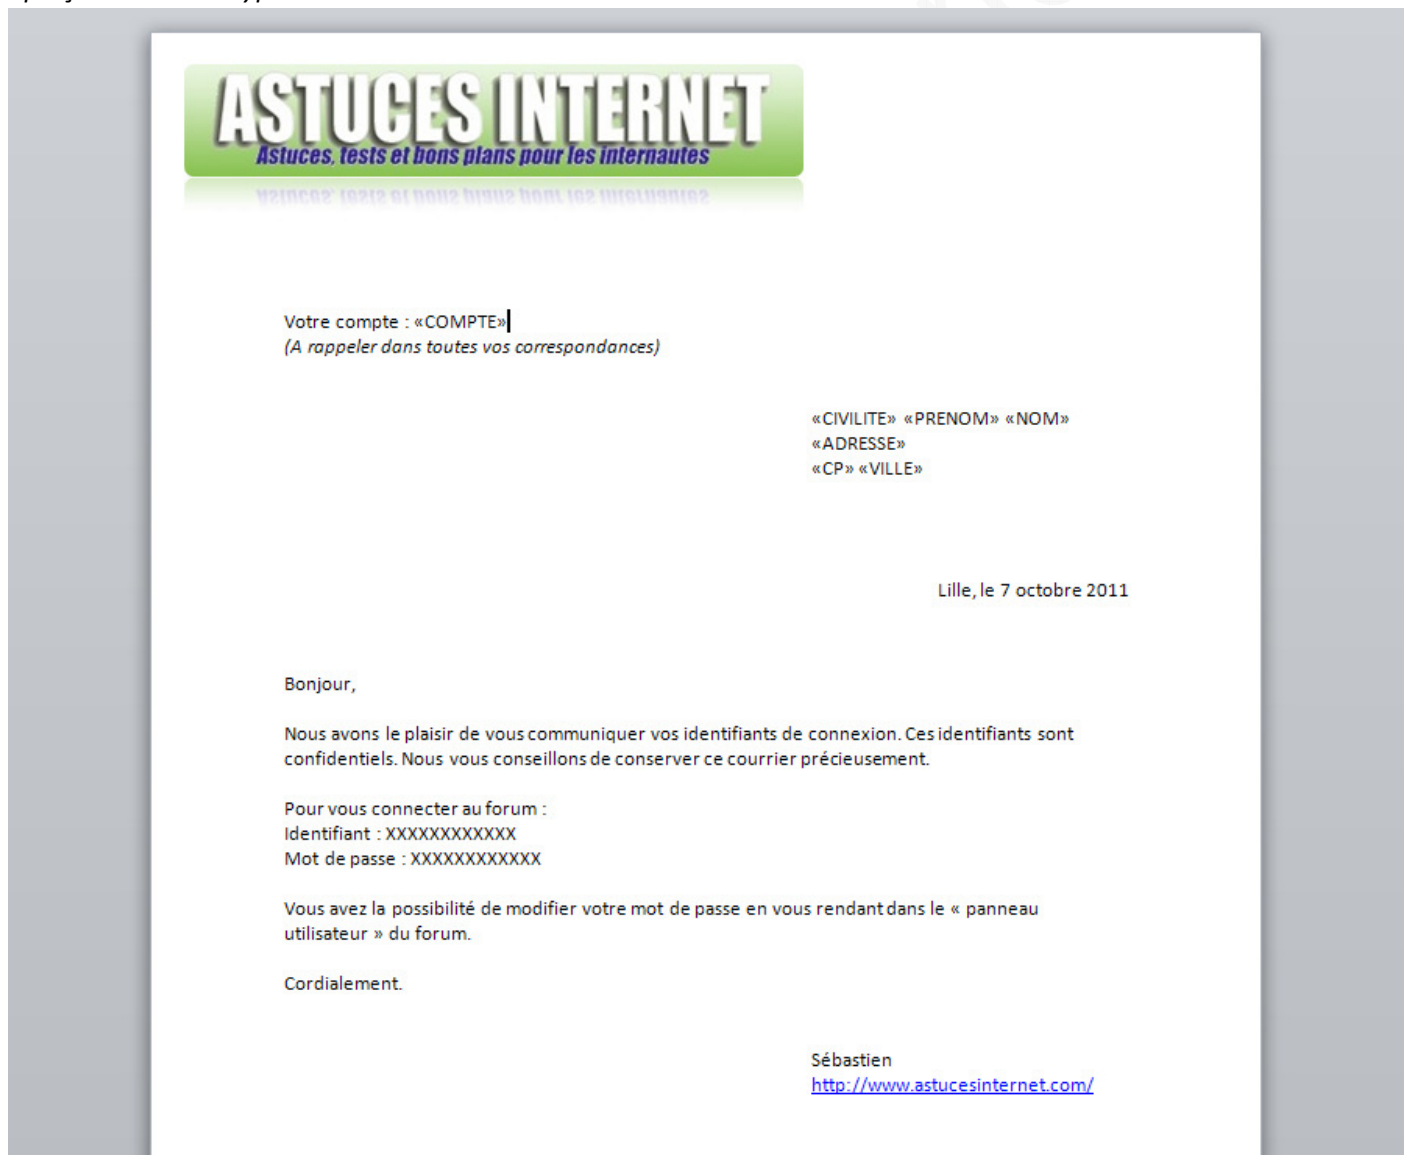 ASTUCES INTERNET
Astuces, tests et bons plans pour les internautes
Votre compte : «COMPTE»
(A rappeler dans toutes vos correspondances)
«CIVILITE» «PRENOM» «NOM»
«ADRESSE»
«CP» «VILLE»
Lille, le 7 octobre 2011
Bonjour,
Nous avons le plaisir de vous communiquer vos identifiants de connexion. Ces identifiants sont
confidentiels. Nous vous conseillons de conserver ce courrier précieusement.
Pour vous connecter au forum :
Identifiant : XXXXXXXXXXXX
Mot de passe : XXXXXXXXXXXX
Vous avez la possibilité de modifier votre mot de passe en vous rendant dans le « panneau
utilisateur » du forum.
Cordialement.
Sébastien
http://www.astucesinternet.com/